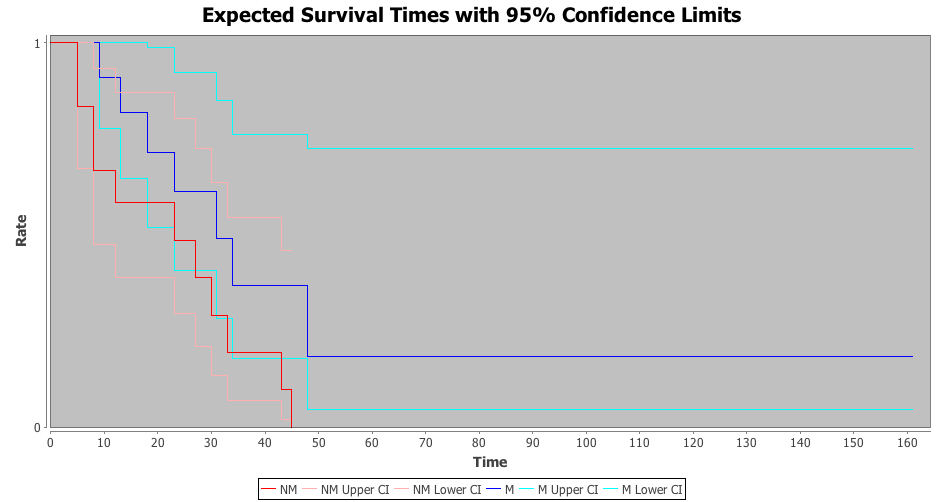 Expected Survival Times with 95% Confidence Limits
1
Rate
0
0 10 20 30 40 50 60 70 80 90 100 110 120 130 140 150 160
Time
NM NM Upper CI NM Lower CI M M Upper CI M Lower CI